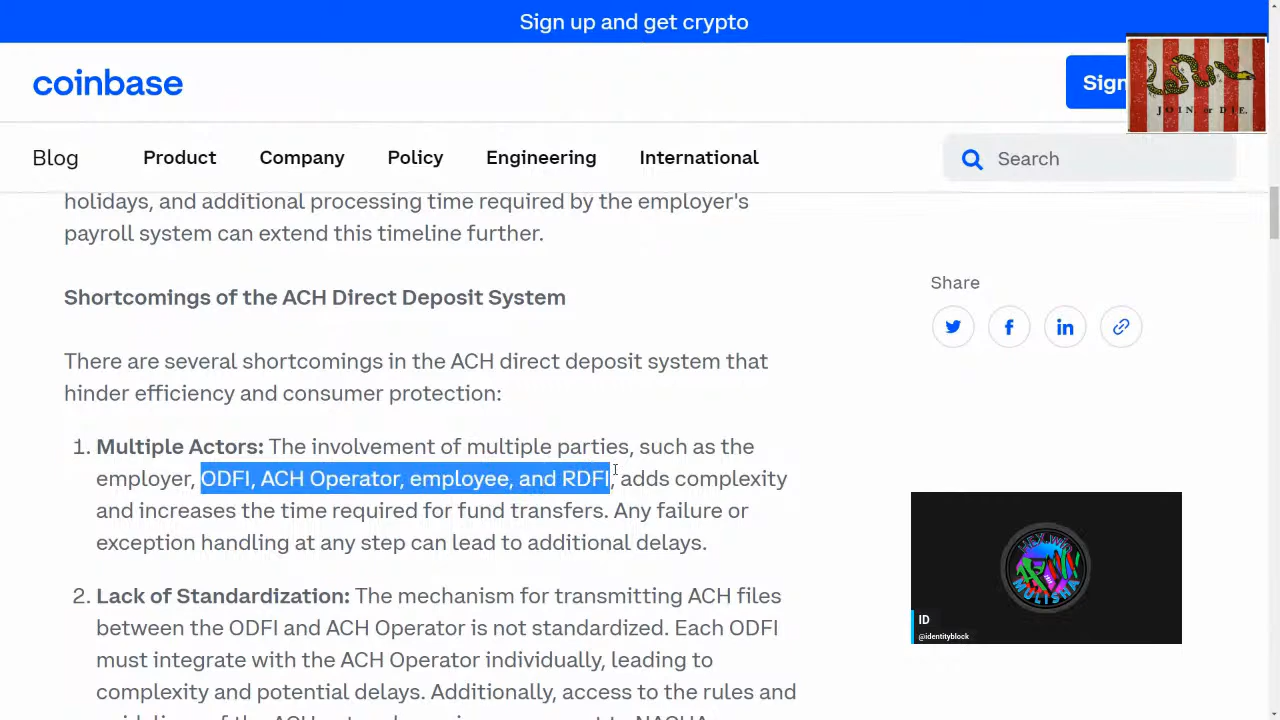 Sign up and get crypto
coinbase
Sign
JOIN, or DIE.
Blog
Product
Company
Policy
Engineering
International
Search
holidays, and additional processing time required by the employer's
payroll system can extend this timeline further.
Shortcomings of the ACH Direct Deposit System
Share
There are several shortcomings in the ACH direct deposit system that
hinder efficiency and consumer protection:
1. Multiple Actors: The involvement of multiple parties, such as the
employer, ODFI, ACH Operator, employee, and RDFI, adds complexity
and increases the time required for fund transfers. Any failure or
exception handling at any step can lead to additional delays.
2. Lack of Standardization: The mechanism for transmitting ACH files
between the ODFI and ACH Operator is not standardized. Each ODFI
must integrate with the ACH Operator individually, leading to
complexity and potential delays. Additionally, access to the rules and
HEX.WIN
MULISHA
ID
@identityblock